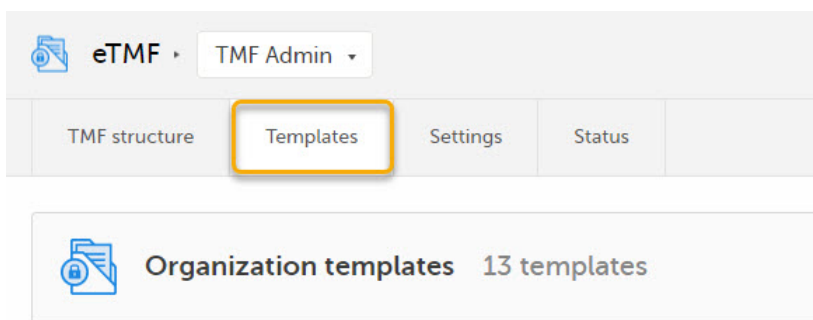 eTMF TMF Admin
TMF structure Templates Settings Status
Organization templates 13 templates